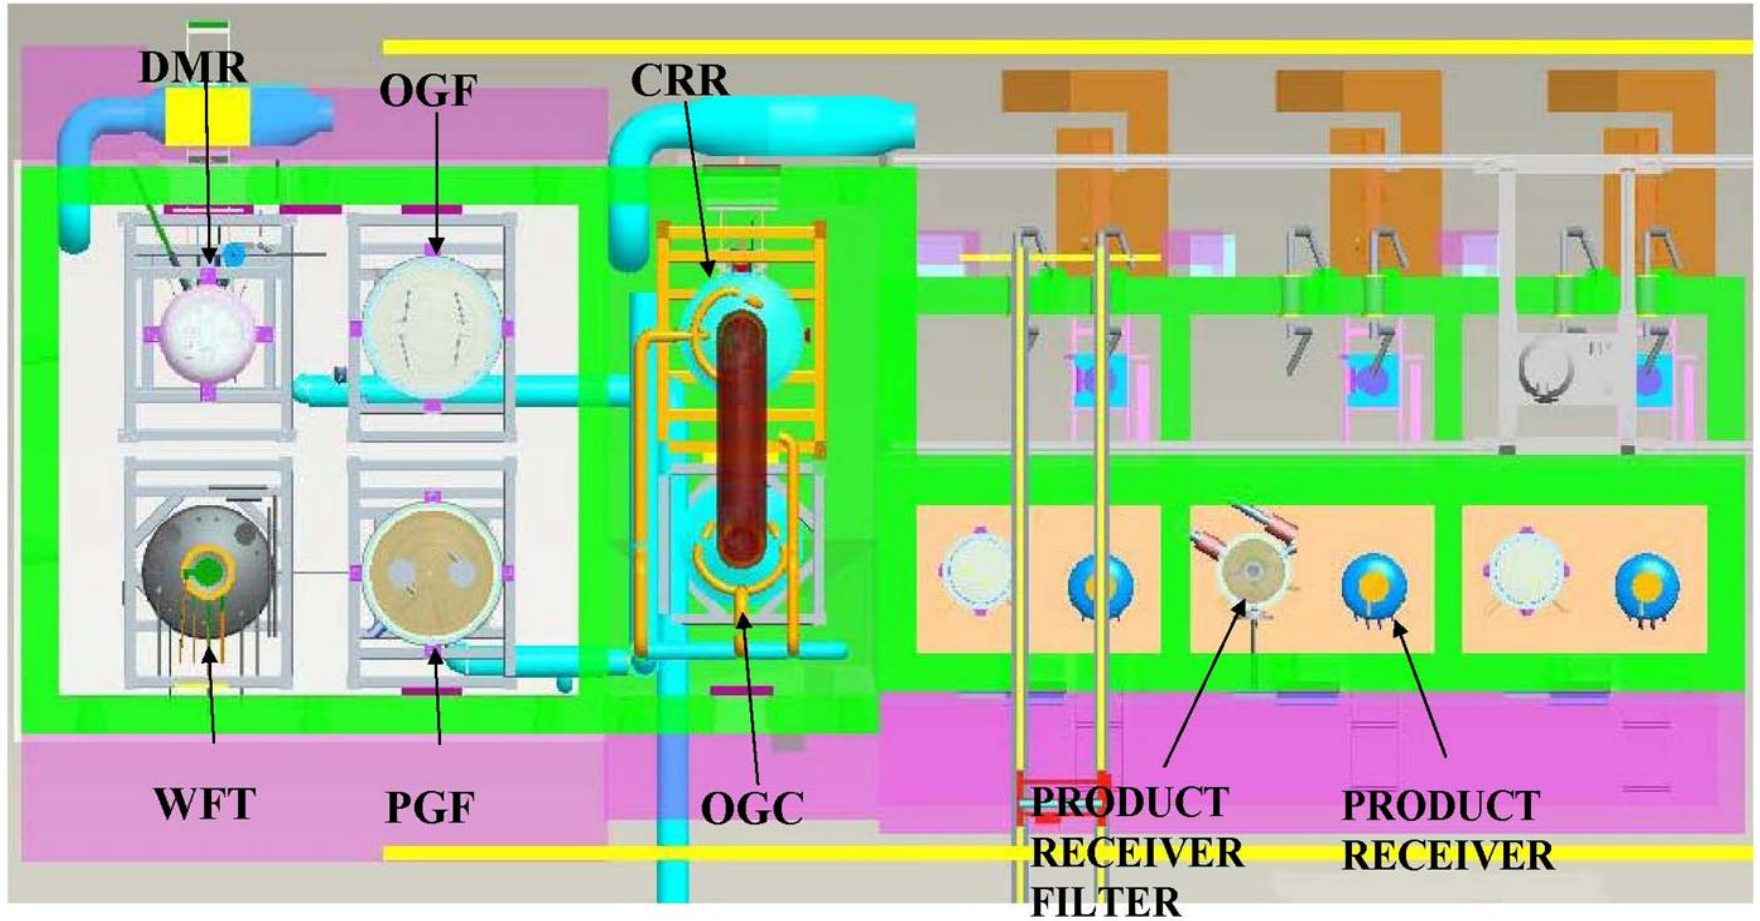 DMR
OGF
CRR
WFT
PGF
OGC
PRODUCT
RECEIVER
FILTER
PRODUCT
RECEIVER